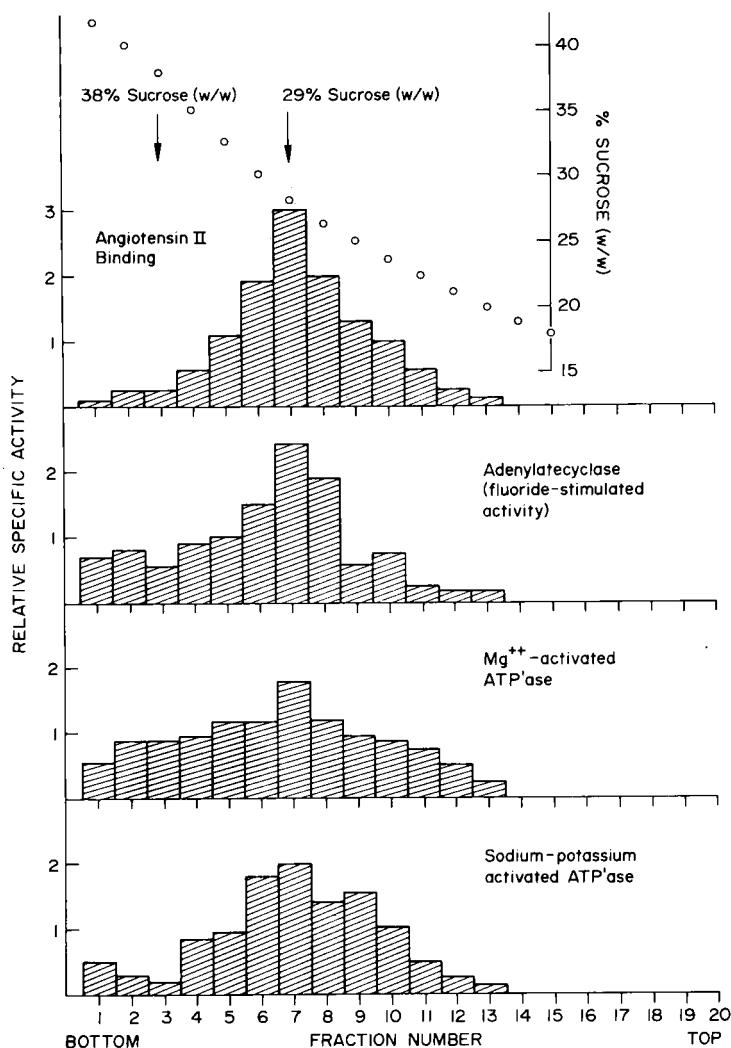 40
38% Sucrose (w/w) 29% Sucrose (w/w)
35
% SUCROSE (w/w)
30
3
Angiotensin II
Binding
25
2
20
1
15
RELATIVE SPECIFIC ACTIVITY
2
Adenylatecyclase
(fluoride-stimulated
activity)
1
2
Mg++-activated
ATP'ase
1
2
Sodium-potassium
activated ATP'ase
1
1 2 3 4 5 6 7 8 9 10 11 12 13 14 15 16 17 18 19 20
BOTTOM FRACTION NUMBER TOP